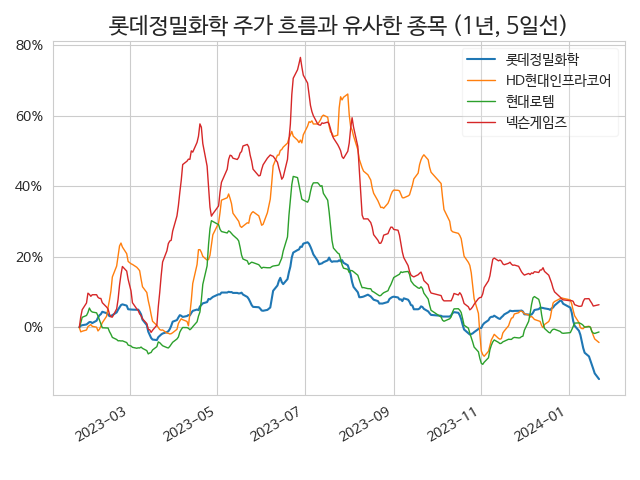 롯데정밀화학 주가 흐름과 유사한 종목 (1년, 5일선)
80%
60%
40%
20%
0%
롯데정밀화학
HD현대인프라코어
현대로템
넥슨게임즈
2023-03
2023-05
2023-07
2023-09
2023-11
2024-01